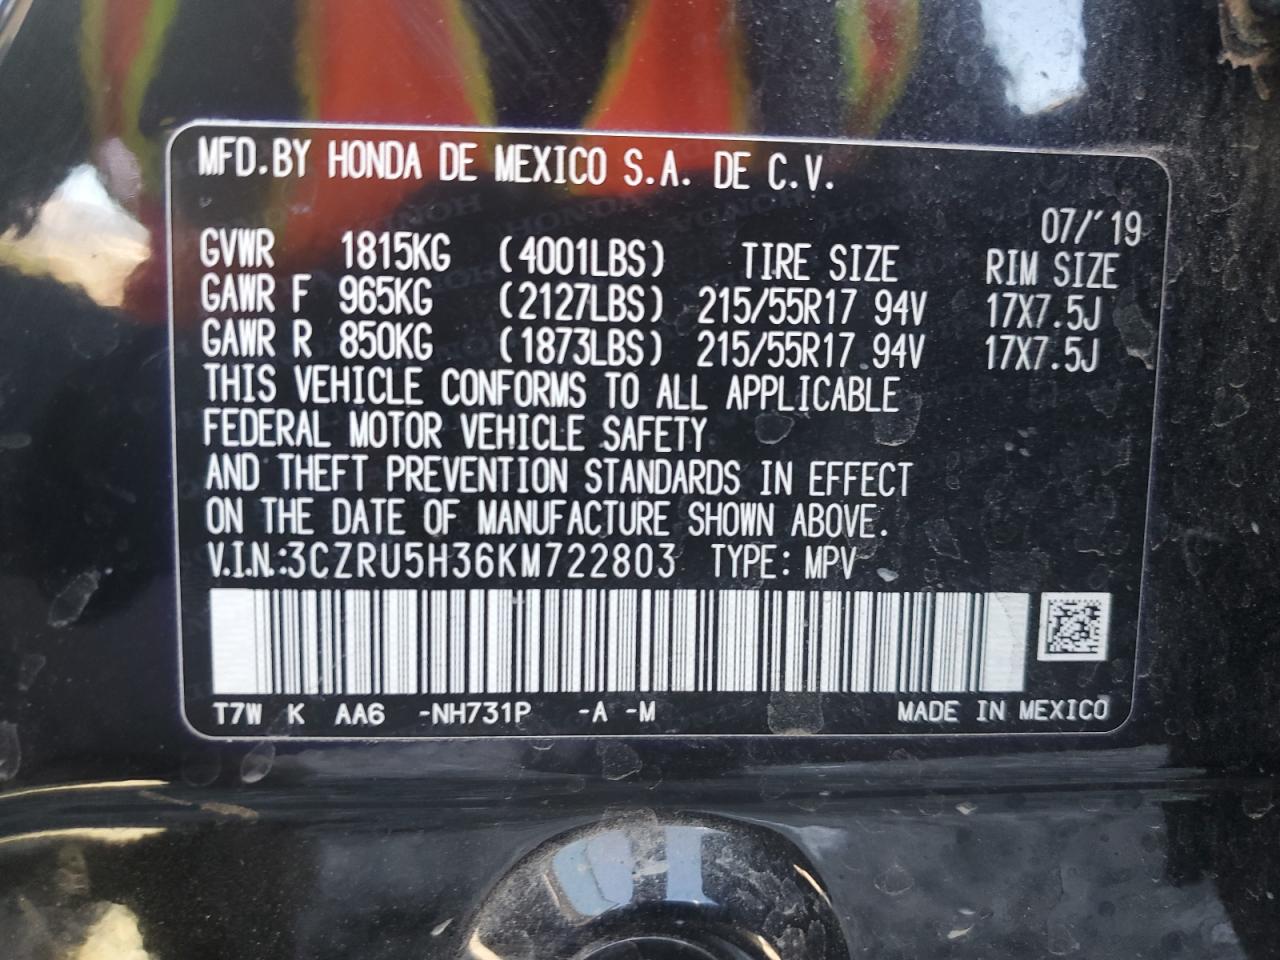 MFD.BY HONDA DE MEXICO S.A. DE C.V.
07/'19
GVWR 1815KG (4001LBS) TIRE SIZE RIM SIZE
GAWR F 965KG (2127LBS) 215/55R17 94V 17X7.5J
GAWR R 850KG (1873LBS) 215/55R17 94V 17X7.5J
THIS VEHICLE CONFORMS TO ALL APPLICABLE
FEDERAL MOTOR VEHICLE SAFETY
AND THEFT PREVENTION STANDARDS IN EFFECT
ON THE DATE OF MANUFACTURE SHOWN ABOVE.
V.I.N.:3CZRU5H36KM722803 TYPE: MPV
T7W K AA6 -NH731P -A -M MADE IN MEXICO